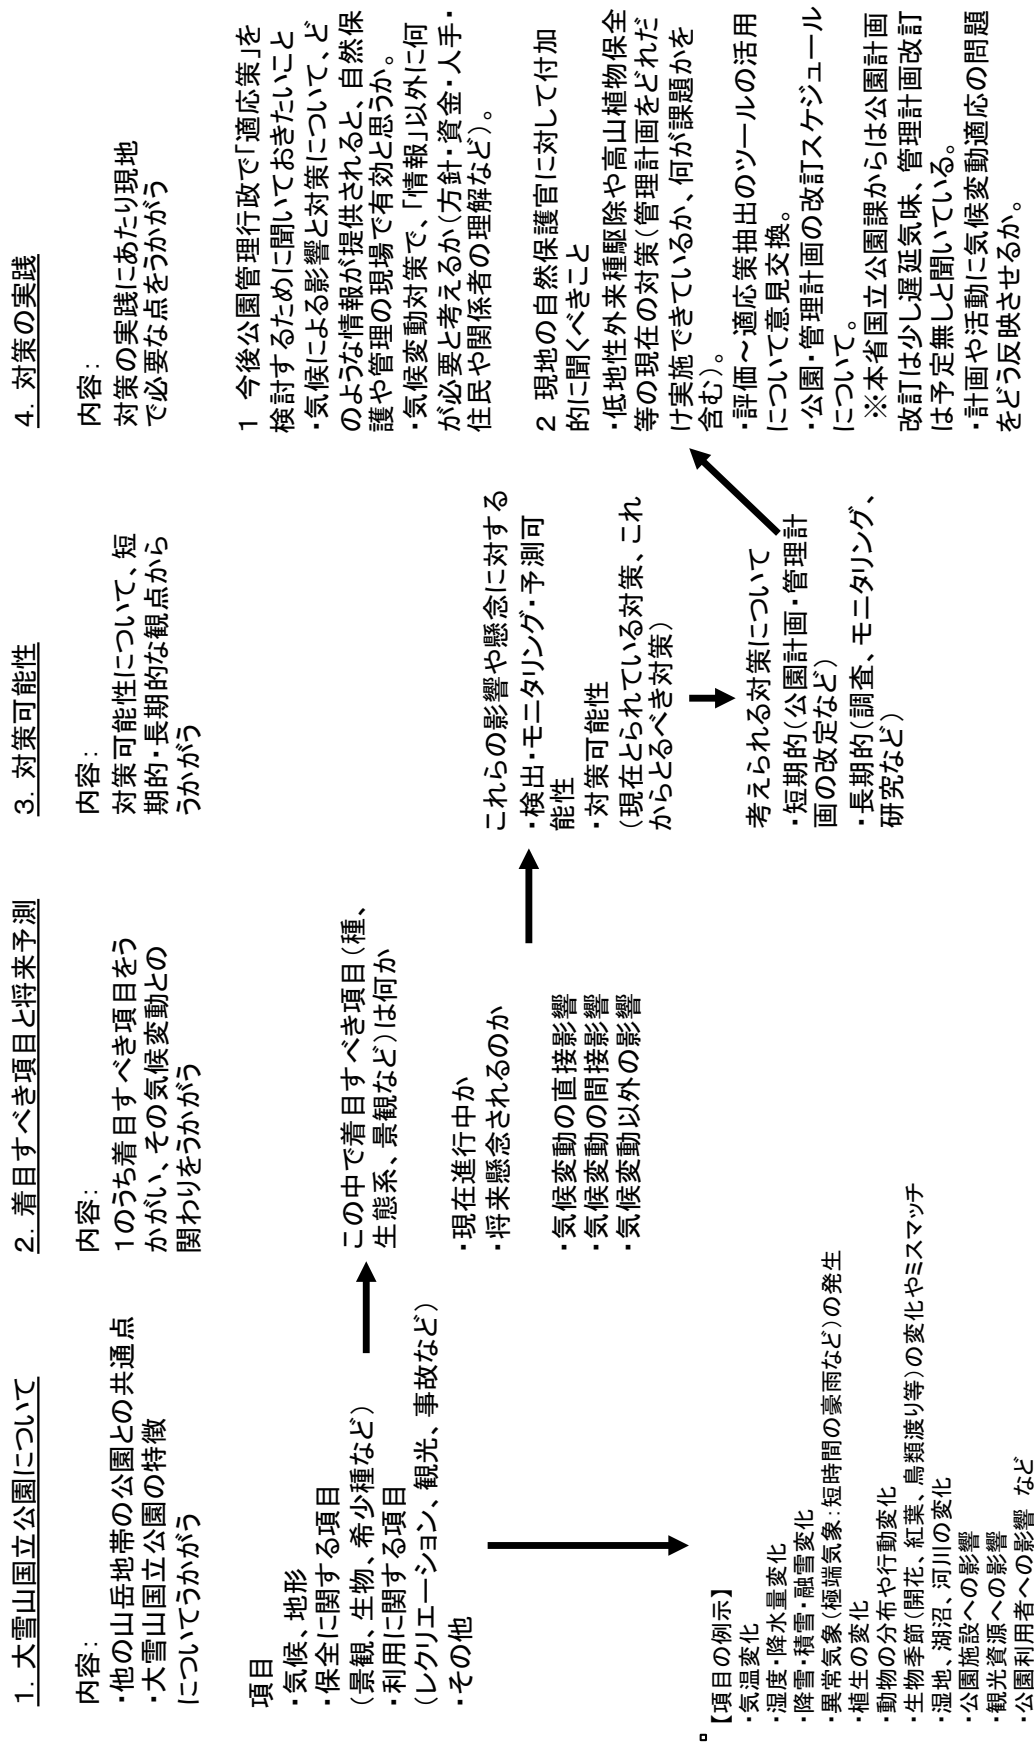 1. 大雪山国立公園について
内容：
・他の山岳地帯の公園との共通点
・大雪山国立公園の特徴
についてうかがう
項目
・気候、地形
・保全に関する項目
（景観、生物、希少種など）
・利用に関する項目
（レクリエーション、観光、事故など）
・その他
【項目の例示】
・気温変化
・湿度・降水量変化
・降雪・積雪・融雪変化
・異常気象（極端気象：短時間の豪雨など）の発生
・植生の変化
・動物の分布や行動変化
・生物季節（開花、紅葉、鳥類渡り等）の変化やミスマッチ
・湿地、湖沼、河川の変化
・公園施設への影響
・観光資源への影響
・公園利用者への影響 など
2. 着目すべき項目と将来予測
内容：
1のうち着目すべき項目をう
かがい、その気候変動との
関わりをうかがう
この中で着目すべき項目（種、
生態系、景観など）は何か
・現在進行中か
・将来懸念されるのか
・気候変動の直接影響
・気候変動の間接影響
・気候変動以外の影響
3. 対策可能性
内容：
対策可能性について、短
期的・長期的な観点から
うかがう
これらの影響や懸念に対する
・検出・モニタリング・予測可
能性
・対策可能性
（現在とられている対策、これ
からとるべき対策）
考えられる対策について
・短期的（公園計画・管理計
画の改定など）
・長期的（調査、モニタリング、
研究など）
4. 対策の実践
内容：
対策の実践にあたり現地
で必要な点をうかがう
1 今後公園管理行政で「適応策」を
検討するために聞いておきたいこと
・気候による影響と対策について、ど
のような情報が提供されると、自然保
護や管理の現場で有効と思うか。
・気候変動対策で、「情報」以外に何
が必要と考えるか（方針・資金・人手・
住民や関係者の理解など）。
2 現地の自然保護官に対して付加
的に聞くべきこと
・低地性外来種駆除や高山植物保全
等の現在の対策（管理計画をどれだ
け実施できているか、何が課題かを
含む）。
・評価～適応策抽出のツールの活用
について意見交換。
・公園・管理計画の改訂スケジュール
について。
※本省国立公園課からは公園計画
改訂は少し遅延気味、管理計画改訂
は予定無しと聞いている。
・計画や活動に気候変動適応の問題
をどう反映させるか。